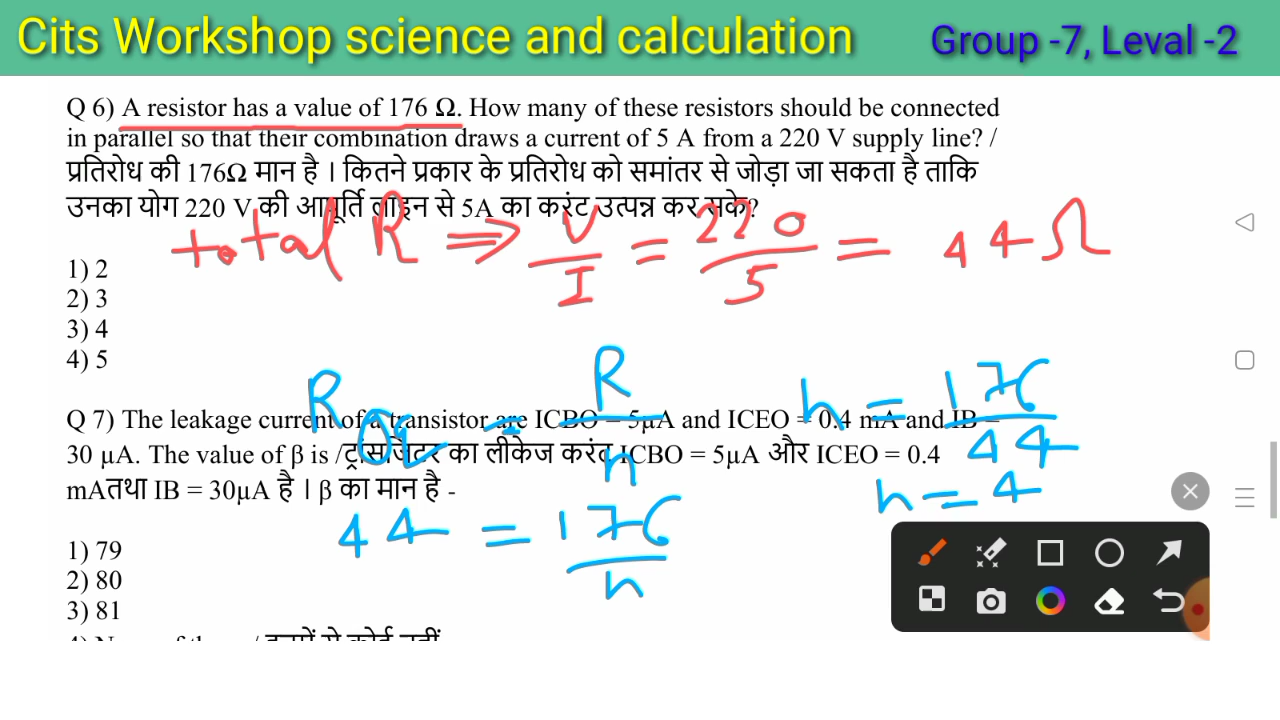 Cits Workshop science and calculation Group -7, Leval -2
Q 6) A resistor has a value of 176 Ω. How many of these resistors should be connected
in parallel so that their combination draws a current of 5 A from a 220 V supply line? /
प्रतिरोध की 176Ω मान है । कितने प्रकार के प्रतिरोध को समांतर से जोड़ा जा सकता है ताकि
उनका योग 220 V की आपूर्ति लाइन से 5A का करंट उत्पन्न कर सके?
total R ⇒ V/I = 220/5 = 44Ω
1) 2
2) 3
3) 4
4) 5
R = R/n
n = 176/44
Q 7) The leakage current of a transistor are ICBO = 5µA and ICEO = 0.4 mA and IB =
30 µA. The value of β is /ट्रांसजिटर का लीकेज करंट ICBO = 5µA और ICEO = 0.4
mAतथा IB = 30µA है । β का मान है -
n = 4
44 = 176/n
1) 79
2) 80
3) 81